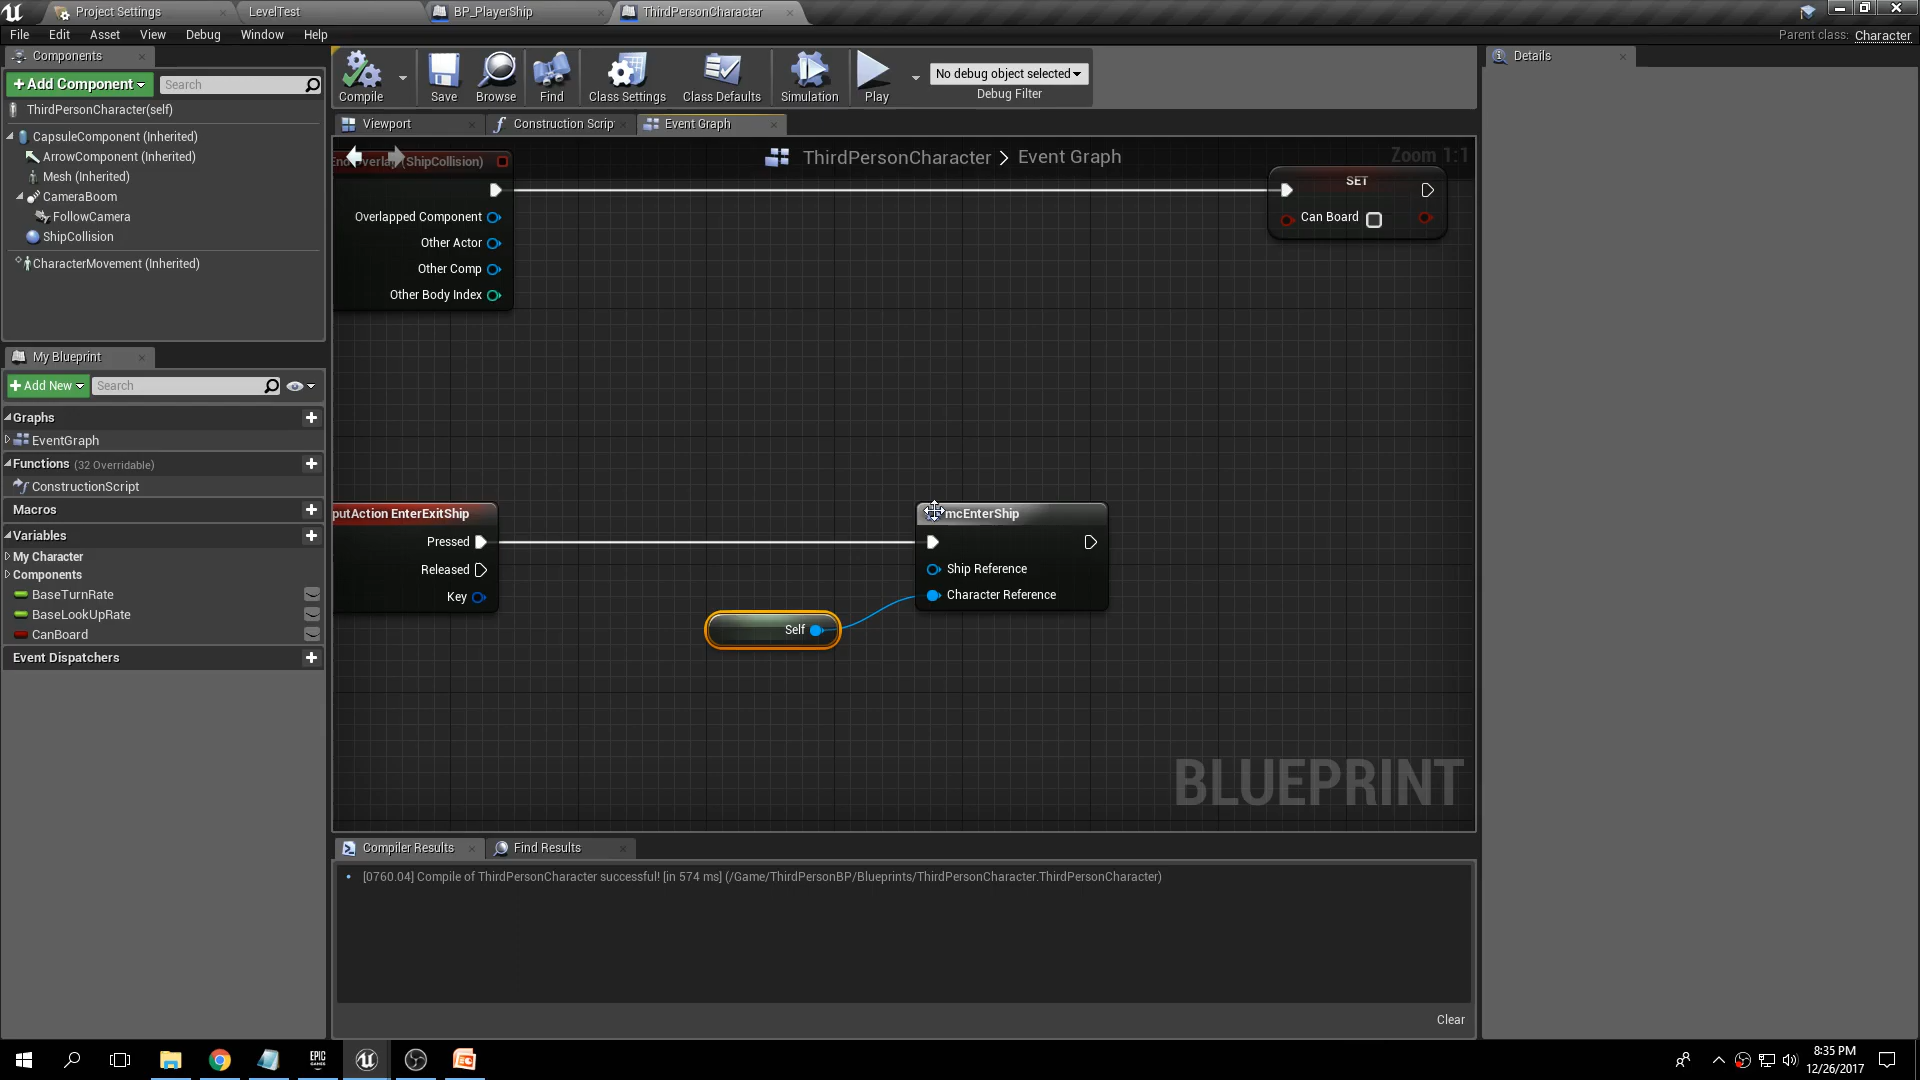 Project Settings
LevelTest
BP_PlayerShip
ThirdPersonCharacter
File Edit Asset View Debug Window Help
Parent class: Character
Components
+Add Component
Search
ThirdPersonCharacter(self)
CapsuleComponent (Inherited)
ArrowComponent (Inherited)
Mesh (Inherited)
CameraBoom
FollowCamera
ShipCollision
CharacterMovement (Inherited)
Compile
Save
Browse
Find
Class Settings
Class Defaults
Simulation
Play
No debug object selected
Debug Filter
Details
Viewport
Construction Scrip
Event Graph
ThirdPersonCharacter > Event Graph
Zoom 1:1
End Overlap (ShipCollision)
Overlapped Component
Other Actor
Other Comp
Other Body Index
SET
Can Board
My Blueprint
+Add New
Search
Graphs
EventGraph
Functions (32 Overridable)
ConstructionScript
Macros
Variables
My Character
Components
BaseTurnRate
BaseLookUpRate
CanBoard
Event Dispatchers
putAction EnterExitShip
Pressed
Released
Key
mcEnterShip
Ship Reference
Character Reference
Self
BLUEPRINT
Compiler Results
Find Results
• [0760.04] Compile of ThirdPersonCharacter successful! [in 574 ms] (/Game/ThirdPersonBP/Blueprints/ThirdPersonCharacter.ThirdPersonCharacter)
Clear
EPIC
GAMES
8:35 PM
12/26/2017